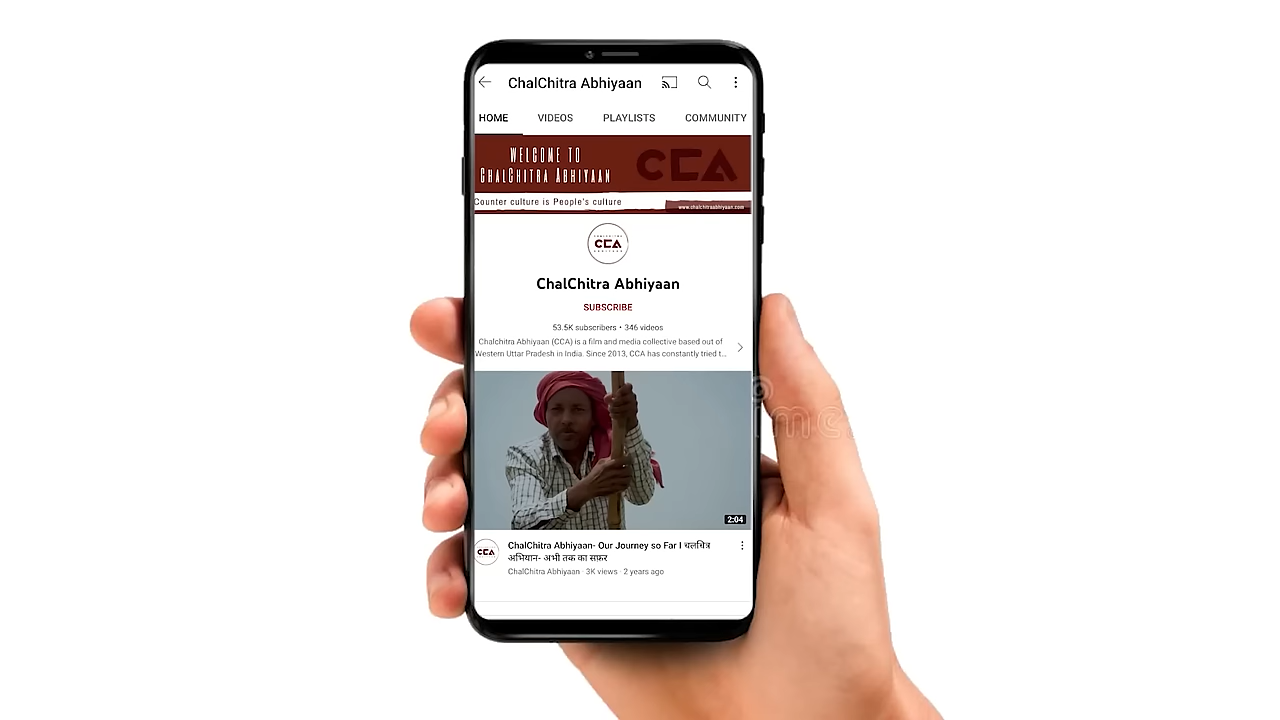 ChalChitra Abhiyaan
HOME VIDEOS PLAYLISTS COMMUNITY
WELCOME TO
CHALCHITRA ABHIYAAN
CCA
Counter culture is People's culture
www.chalchitraabhiyaan.com
CCA
ChalChitra Abhiyaan
SUBSCRIBE
53.5K subscribers • 346 videos
Chalchitra Abhiyaan (CCA) is a film and media collective based out of
Western Uttar Pradesh in India. Since 2013, CCA has constantly tried t...
2:04
CCA
ChalChitra Abhiyaan- Our Journey so Far I चलचित्र
अभियान- अभी तक का सफ़र
ChalChitra Abhiyaan · 3K views · 2 years ago